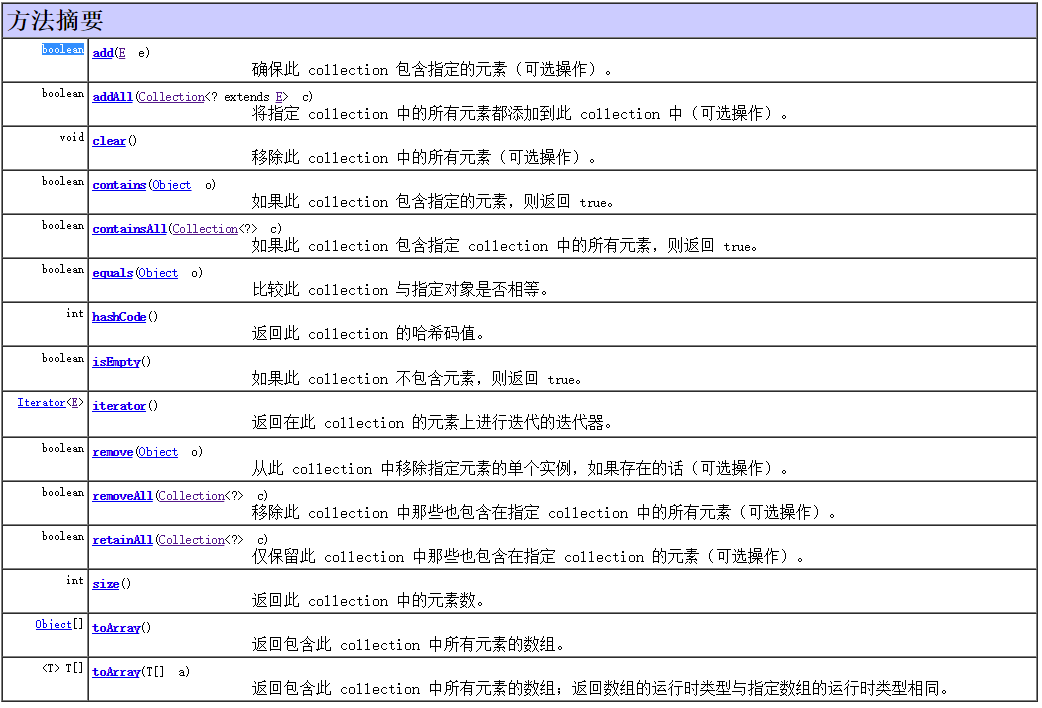 方法摘要
boolean add(E e)
确保此 collection 包含指定的元素（可选操作）。
boolean addAll(Collection<? extends E> c)
将指定 collection 中的所有元素都添加到此 collection 中（可选操作）。
void clear()
移除此 collection 中的所有元素（可选操作）。
boolean contains(Object o)
如果此 collection 包含指定的元素，则返回 true。
boolean containsAll(Collection<?> c)
如果此 collection 包含指定 collection 中的所有元素，则返回 true。
boolean equals(Object o)
比较此 collection 与指定对象是否相等。
int hashCode()
返回此 collection 的哈希码值。
boolean isEmpty()
如果此 collection 不包含元素，则返回 true。
Iterator<E> iterator()
返回在此 collection 的元素上进行迭代的迭代器。
boolean remove(Object o)
从此 collection 中移除指定元素的单个实例，如果存在的话（可选操作）。
boolean removeAll(Collection<?> c)
移除此 collection 中那些也包含在指定 collection 中的所有元素（可选操作）。
boolean retainAll(Collection<?> c)
仅保留此 collection 中那些也包含在指定 collection 的元素（可选操作）。
int size()
返回此 collection 中的元素数。
Object[] toArray()
返回包含此 collection 中所有元素的数组。
<T> T[] toArray(T[] a)
返回包含此 collection 中所有元素的数组；返回数组的运行时类型与指定数组的运行时类型相同。